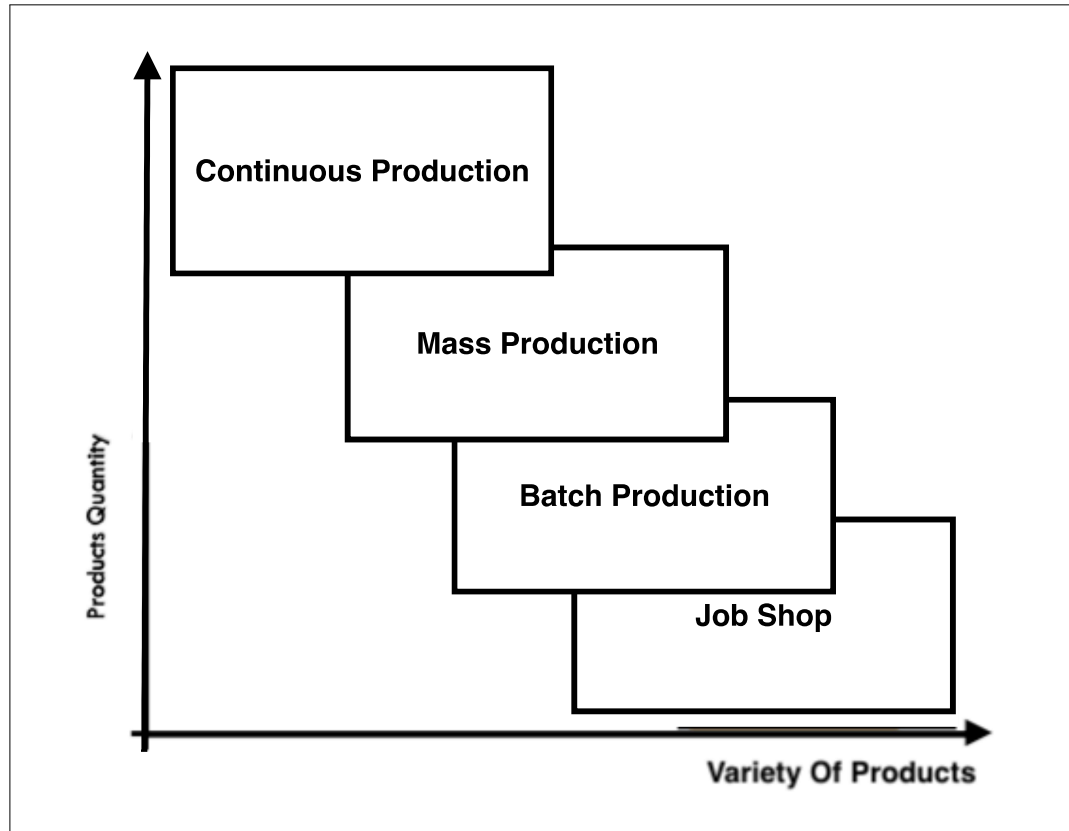 Continuous Production
Mass Production
Batch Production
Job Shop
Products Quantity
Variety Of Products